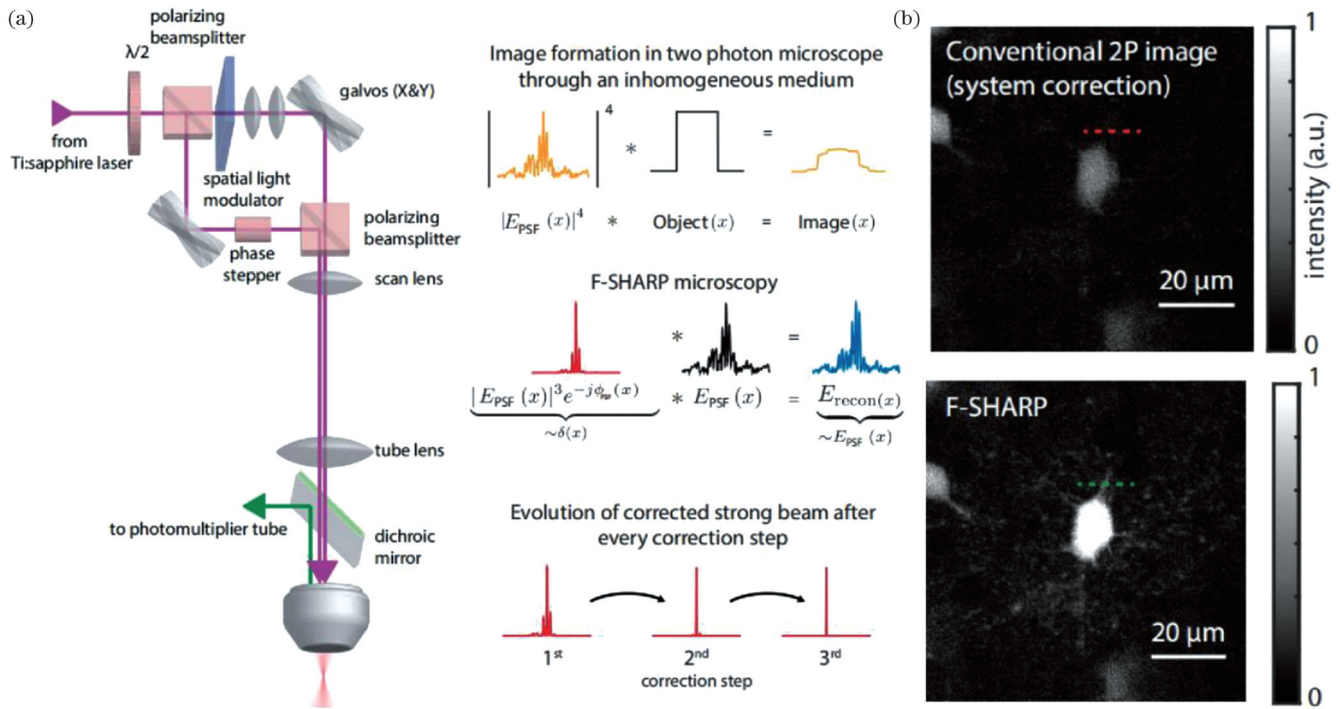 (a)
polarizing
beamsplitter
λ/2
galvos (X&Y)
from
Ti:sapphire laser
spatial light
modulator
polarizing
beamsplitter
phase
stepper
scan lens
tube lens
to photomultiplier tube
dichroic
mirror
Image formation in two photon microscope
through an inhomogeneous medium
4
* =
|E_PSF (x)|^4 * Object(x) = Image(x)
F-SHARP microscopy
* =
|E_PSF (x)|^3 e^{-jϕ_PSF(x)} * E_PSF (x) = E_recon(x)
~δ(x) ~E_PSF (x)
Evolution of corrected strong beam after
every correction step
1st 2nd 3rd
correction step
(b)
Conventional 2P image
(system correction)
20 μm
1
intensity (a.u.)
0
F-SHARP
20 μm
1
0